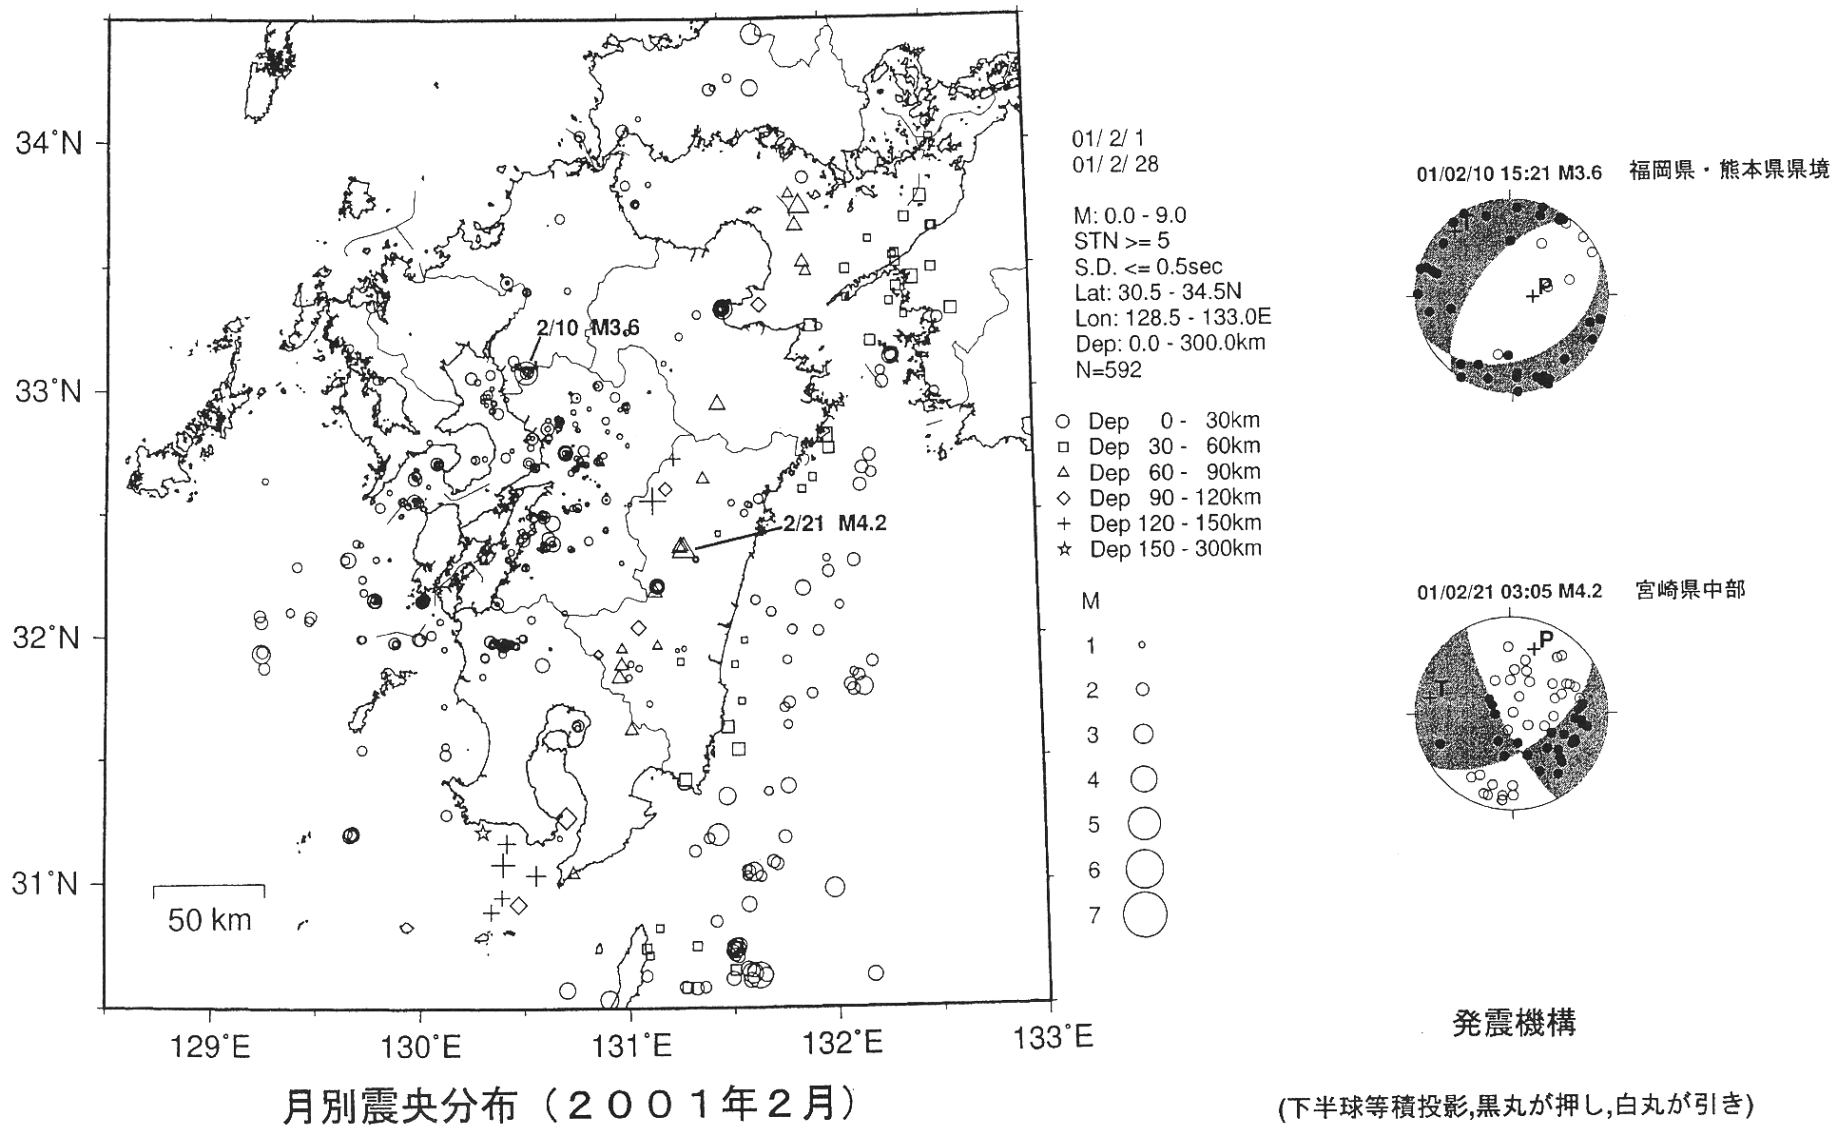 34°N
33°N
32°N
31°N
2/10 M3.6
2/21 M4.2
50 km
129°E
130°E
131°E
132°E
133°E
月別震央分布（２００１年２月）
01/ 2/ 1
01/ 2/ 28
M: 0.0 - 9.0
STN >= 5
S.D. <= 0.5sec
Lat: 30.5 - 34.5N
Lon: 128.5 - 133.0E
Dep: 0.0 - 300.0km
N=592
Dep 0 - 30km
Dep 30 - 60km
Dep 60 - 90km
Dep 90 - 120km
Dep 120 - 150km
Dep 150 - 300km
M
1
2
3
4
5
6
7
01/02/10 15:21 M3.6 福岡県・熊本県県境
T
P
01/02/21 03:05 M4.2 宮崎県中部
P
T
発震機構
(下半球等積投影,黒丸が押し,白丸が引き)